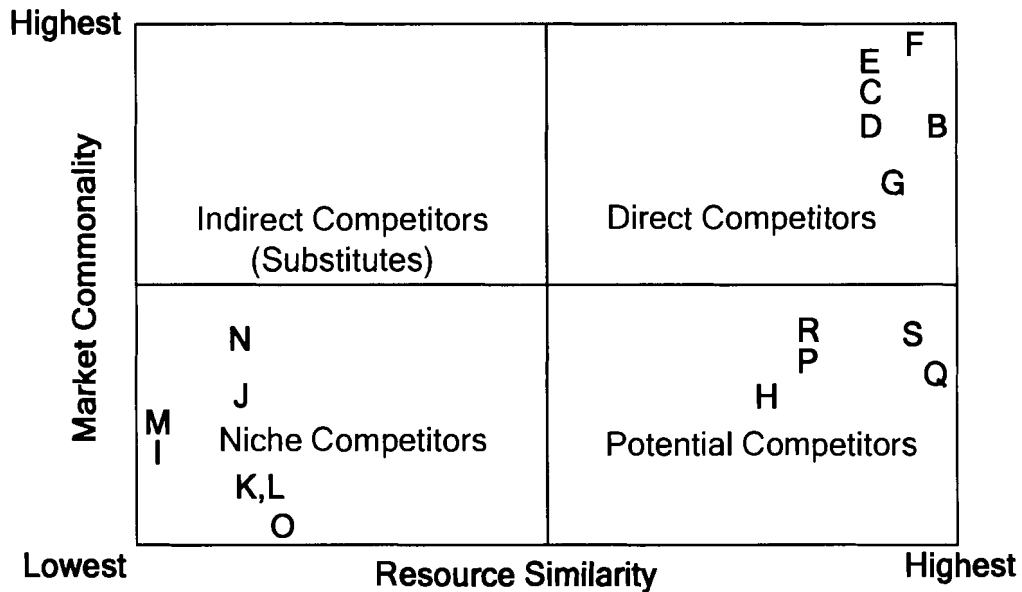 Highest
F
E
C
D B
G
Indirect Competitors
(Substitutes)
Direct Competitors
Market Commonality
N
J
M
I
Niche Competitors
K,L
O
R S
P
Q
H
Potential Competitors
Lowest
Resource Similarity
Highest